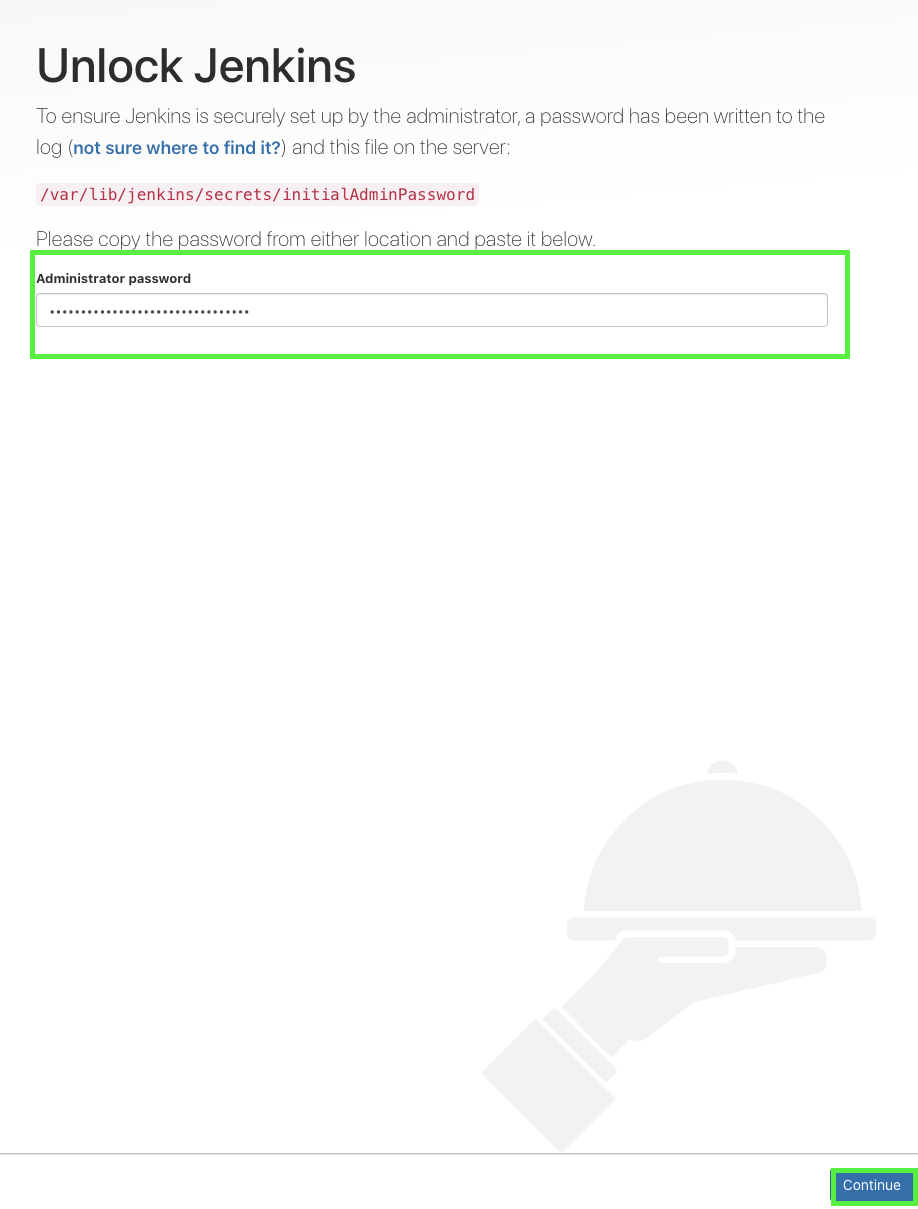 Unlock Jenkins
To ensure Jenkins is securely set up by the administrator, a password has been written to the
log (not sure where to find it?) and this file on the server:
/var/lib/jenkins/secrets/initialAdminPassword
Please copy the password from either location and paste it below.
Administrator password
••••••••••••••••••••••••••••••••
Continue